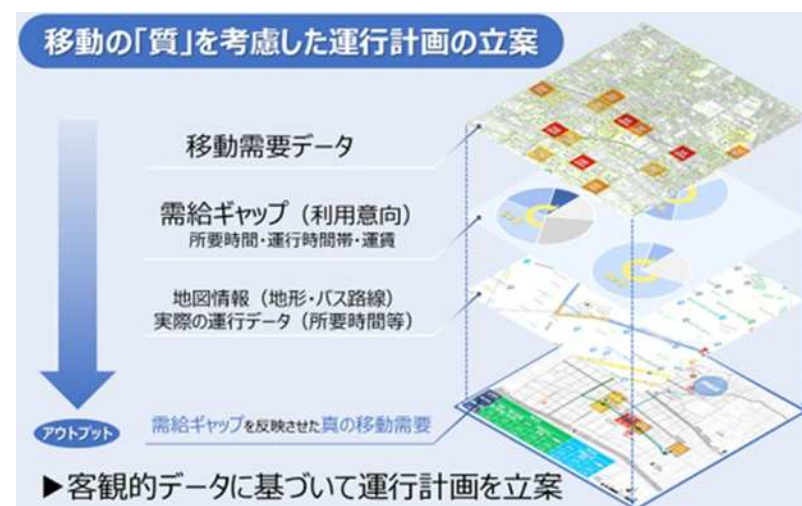 移動の「質」を考慮した運行計画の立案
移動需要データ
需給ギャップ（利用意向）
所要時間・運行時間帯・運賃
地図情報（地形・バス路線）
実際の運行データ（所要時間等）
アウトプット
需給ギャップを反映させた真の移動需要
▶客観的データに基づいて運行計画を立案